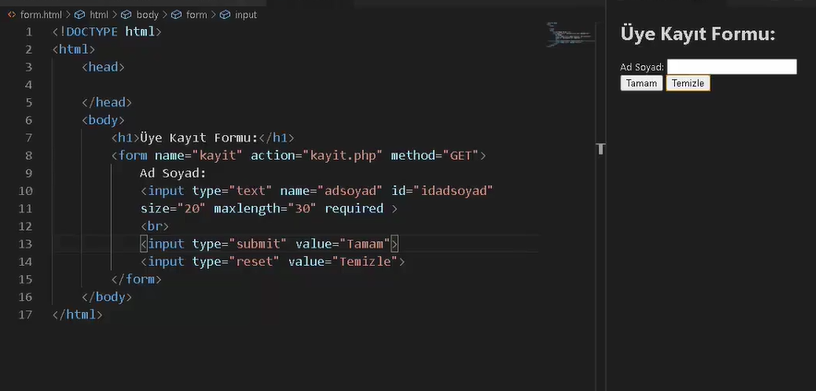 form.html > html > body > form > input
1 <!DOCTYPE html>
2 <html>
3 <head>
4
5 </head>
6 <body>
7 <h1>Üye Kayıt Formu:</h1>
8 <form name="kayit" action="kayit.php" method="GET">
9 Ad Soyad:
10 <input type="text" name="adsoyad" id="idadsoyad"
11 size="20" maxlength="30" required >
12 <br>
13 <input type="submit" value="Tamam">
14 <input type="reset" value="Temizle">
15 </form>
16 </body>
17 </html>
Üye Kayıt Formu:
Ad Soyad:
Tamam Temizle